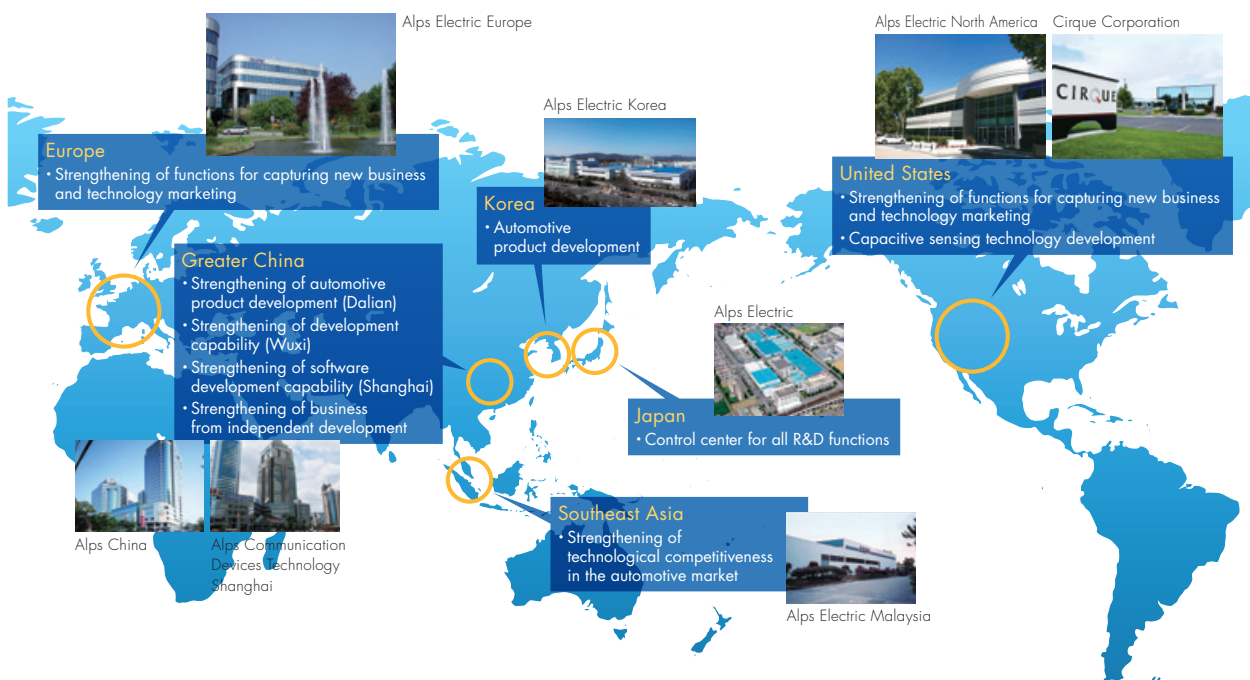 Alps Electric Europe
Europe
• Strengthening of functions for capturing new business
and technology marketing
Alps Electric Korea
Korea
• Automotive
product development
Alps Electric North America
Cirque Corporation
CIRQUE
United States
• Strengthening of functions for capturing new business
and technology marketing
• Capacitive sensing technology development
Greater China
• Strengthening of automotive
product development (Dalian)
• Strengthening of development
capability (Wuxi)
• Strengthening of software
development capability (Shanghai)
• Strengthening of business
from independent development
Alps China
Alps Communication
Devices Technology
Shanghai
Alps Electric
Japan
• Control center for all R&D functions
Southeast Asia
• Strengthening of
technological competitiveness
in the automotive market
Alps Electric Malaysia